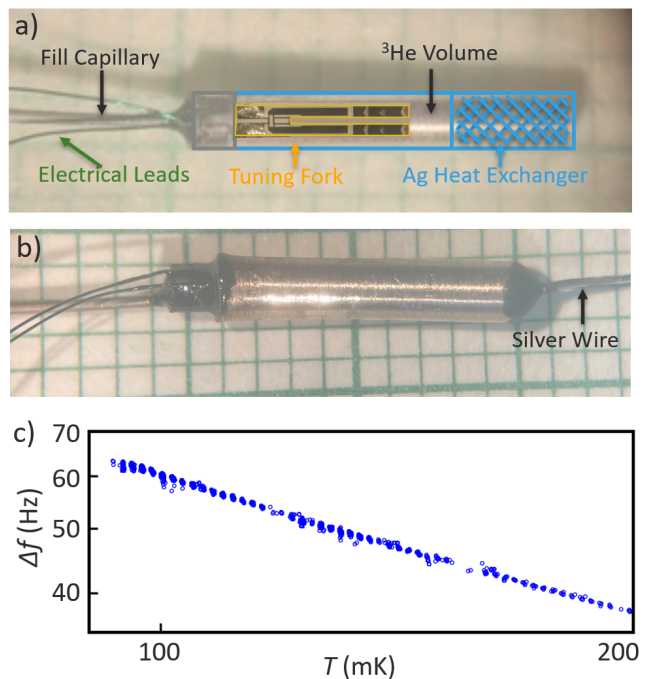 a)
Fill Capillary
³He Volume
Electrical Leads
Tuning Fork
Ag Heat Exchanger
b)
Silver Wire
c)
70
60
50
40
Δf (Hz)
100
200
T (mK)